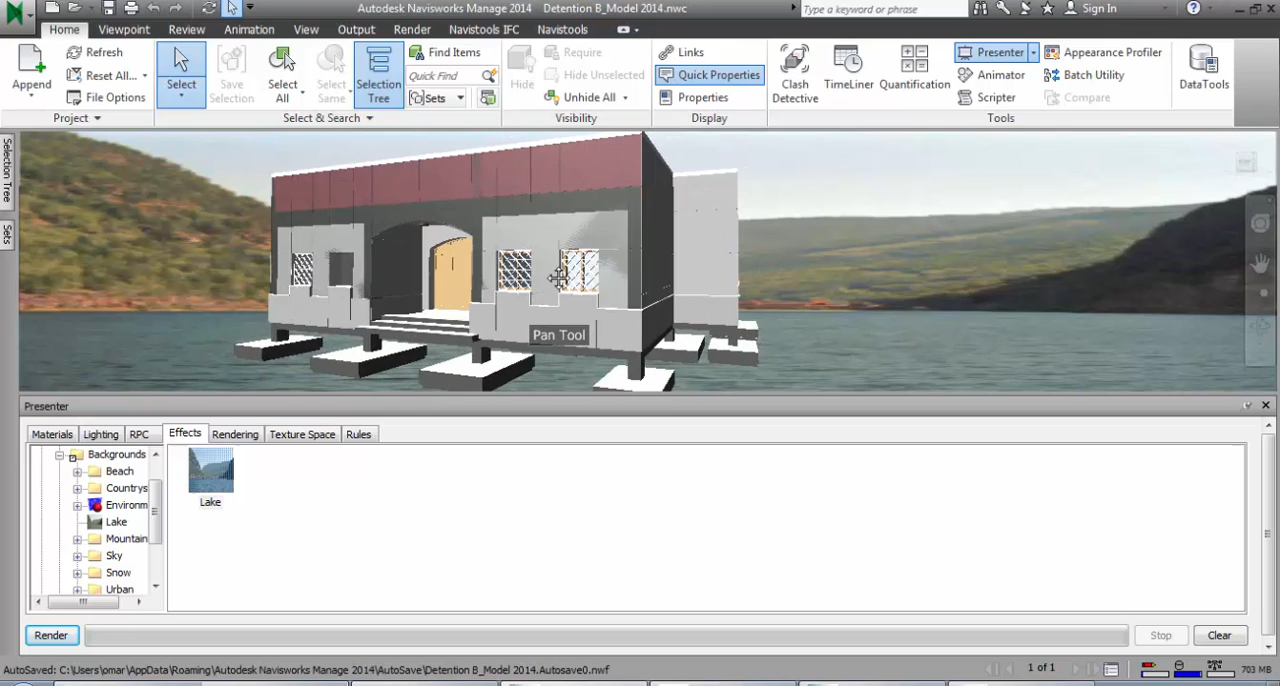 Autodesk Navisworks Manage 2014 Detention B_Model 2014.nwc Type a keyword or phrase Sign In
Home Viewpoint Review Animation View Output Render Navistools IFC Navistools
Append Refresh Reset All... File Options
Select Save Selection Select All Select Same Selection Tree Find Items Quick Find Sets
Hide Require Hide Unselected Unhide All
Links Quick Properties Properties
Clash Detective TimeLiner Quantification Presenter Animator Scripter Appearance Profiler Batch Utility Compare DataTools
Project Select & Search Visibility Display Tools
Selection Tree
Sets
Pan Tool
Presenter
Materials Lighting RPC Effects Rendering Texture Space Rules
Backgrounds
Beach
Countrys
Environm
Lake
Mountain
Sky
Snow
Urban
Lake
Render Stop Clear
AutoSaved: C:\Users\omar\AppData\Roaming\Autodesk Navisworks Manage 2014\AutoSave\Detention B_Model 2014.Autosave0.nwf 1 of 1 703 MB